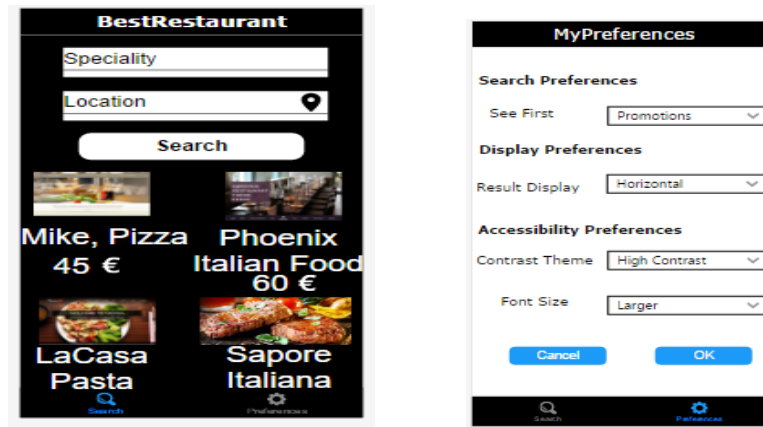 BestRestaurant
Speciality
Location
Search
Mike, Pizza
45 €
Phoenix
Italian Food
60 €
LaCasa
Pasta
Sapore
Italiana
Search
Preferences
MyPreferences
Search Preferences
See First
Promotions
Display Preferences
Result Display
Horizontal
Accessibility Preferences
Contrast Theme
High Contrast
Font Size
Larger
Cancel
OK
Search
Preferences